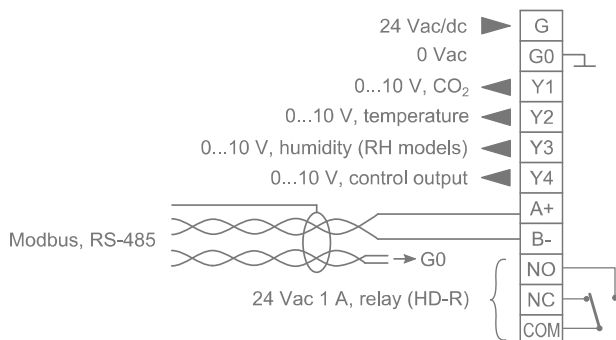 24 Vac/dc G
0 Vac G0
0...10 V, CO₂ Y1
0...10 V, temperature Y2
0...10 V, humidity (RH models) Y3
0...10 V, control output Y4
A+
Modbus, RS-485 B-
G0
NO
24 Vac 1 A, relay (HD-R) NC
COM